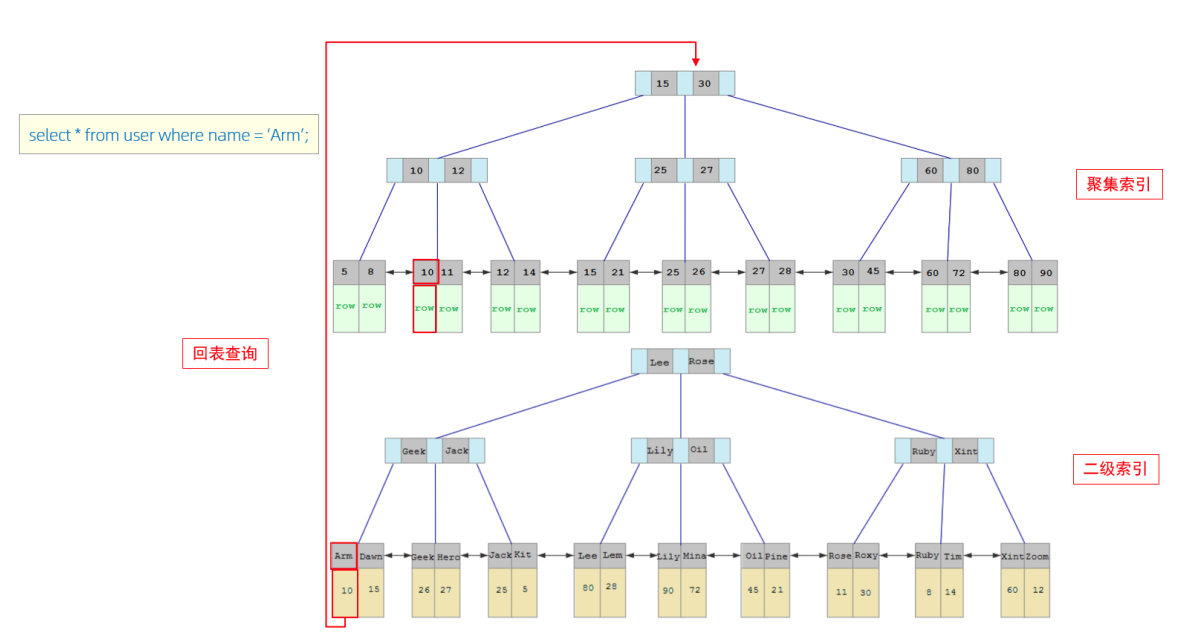 15 30
select * from user where name = ‘Arm’;
10 12
25 27
60 80
聚集索引
5 8 10 11 12 14 15 21 25 26 27 28 30 45 60 72 80 90
row row row row row row row row row row row row row row row row row row
回表查询
Lee Rose
Geek Jack
Lily Oil
Ruby Xint
二级索引
Arm Dawn Geek Hero Jack Kit Lee Lem Lily Mina Oil Pine Rose Roxy Ruby Tim Xint Zoom
10 15 26 27 25 5 80 28 90 72 45 21 11 30 8 14 60 12